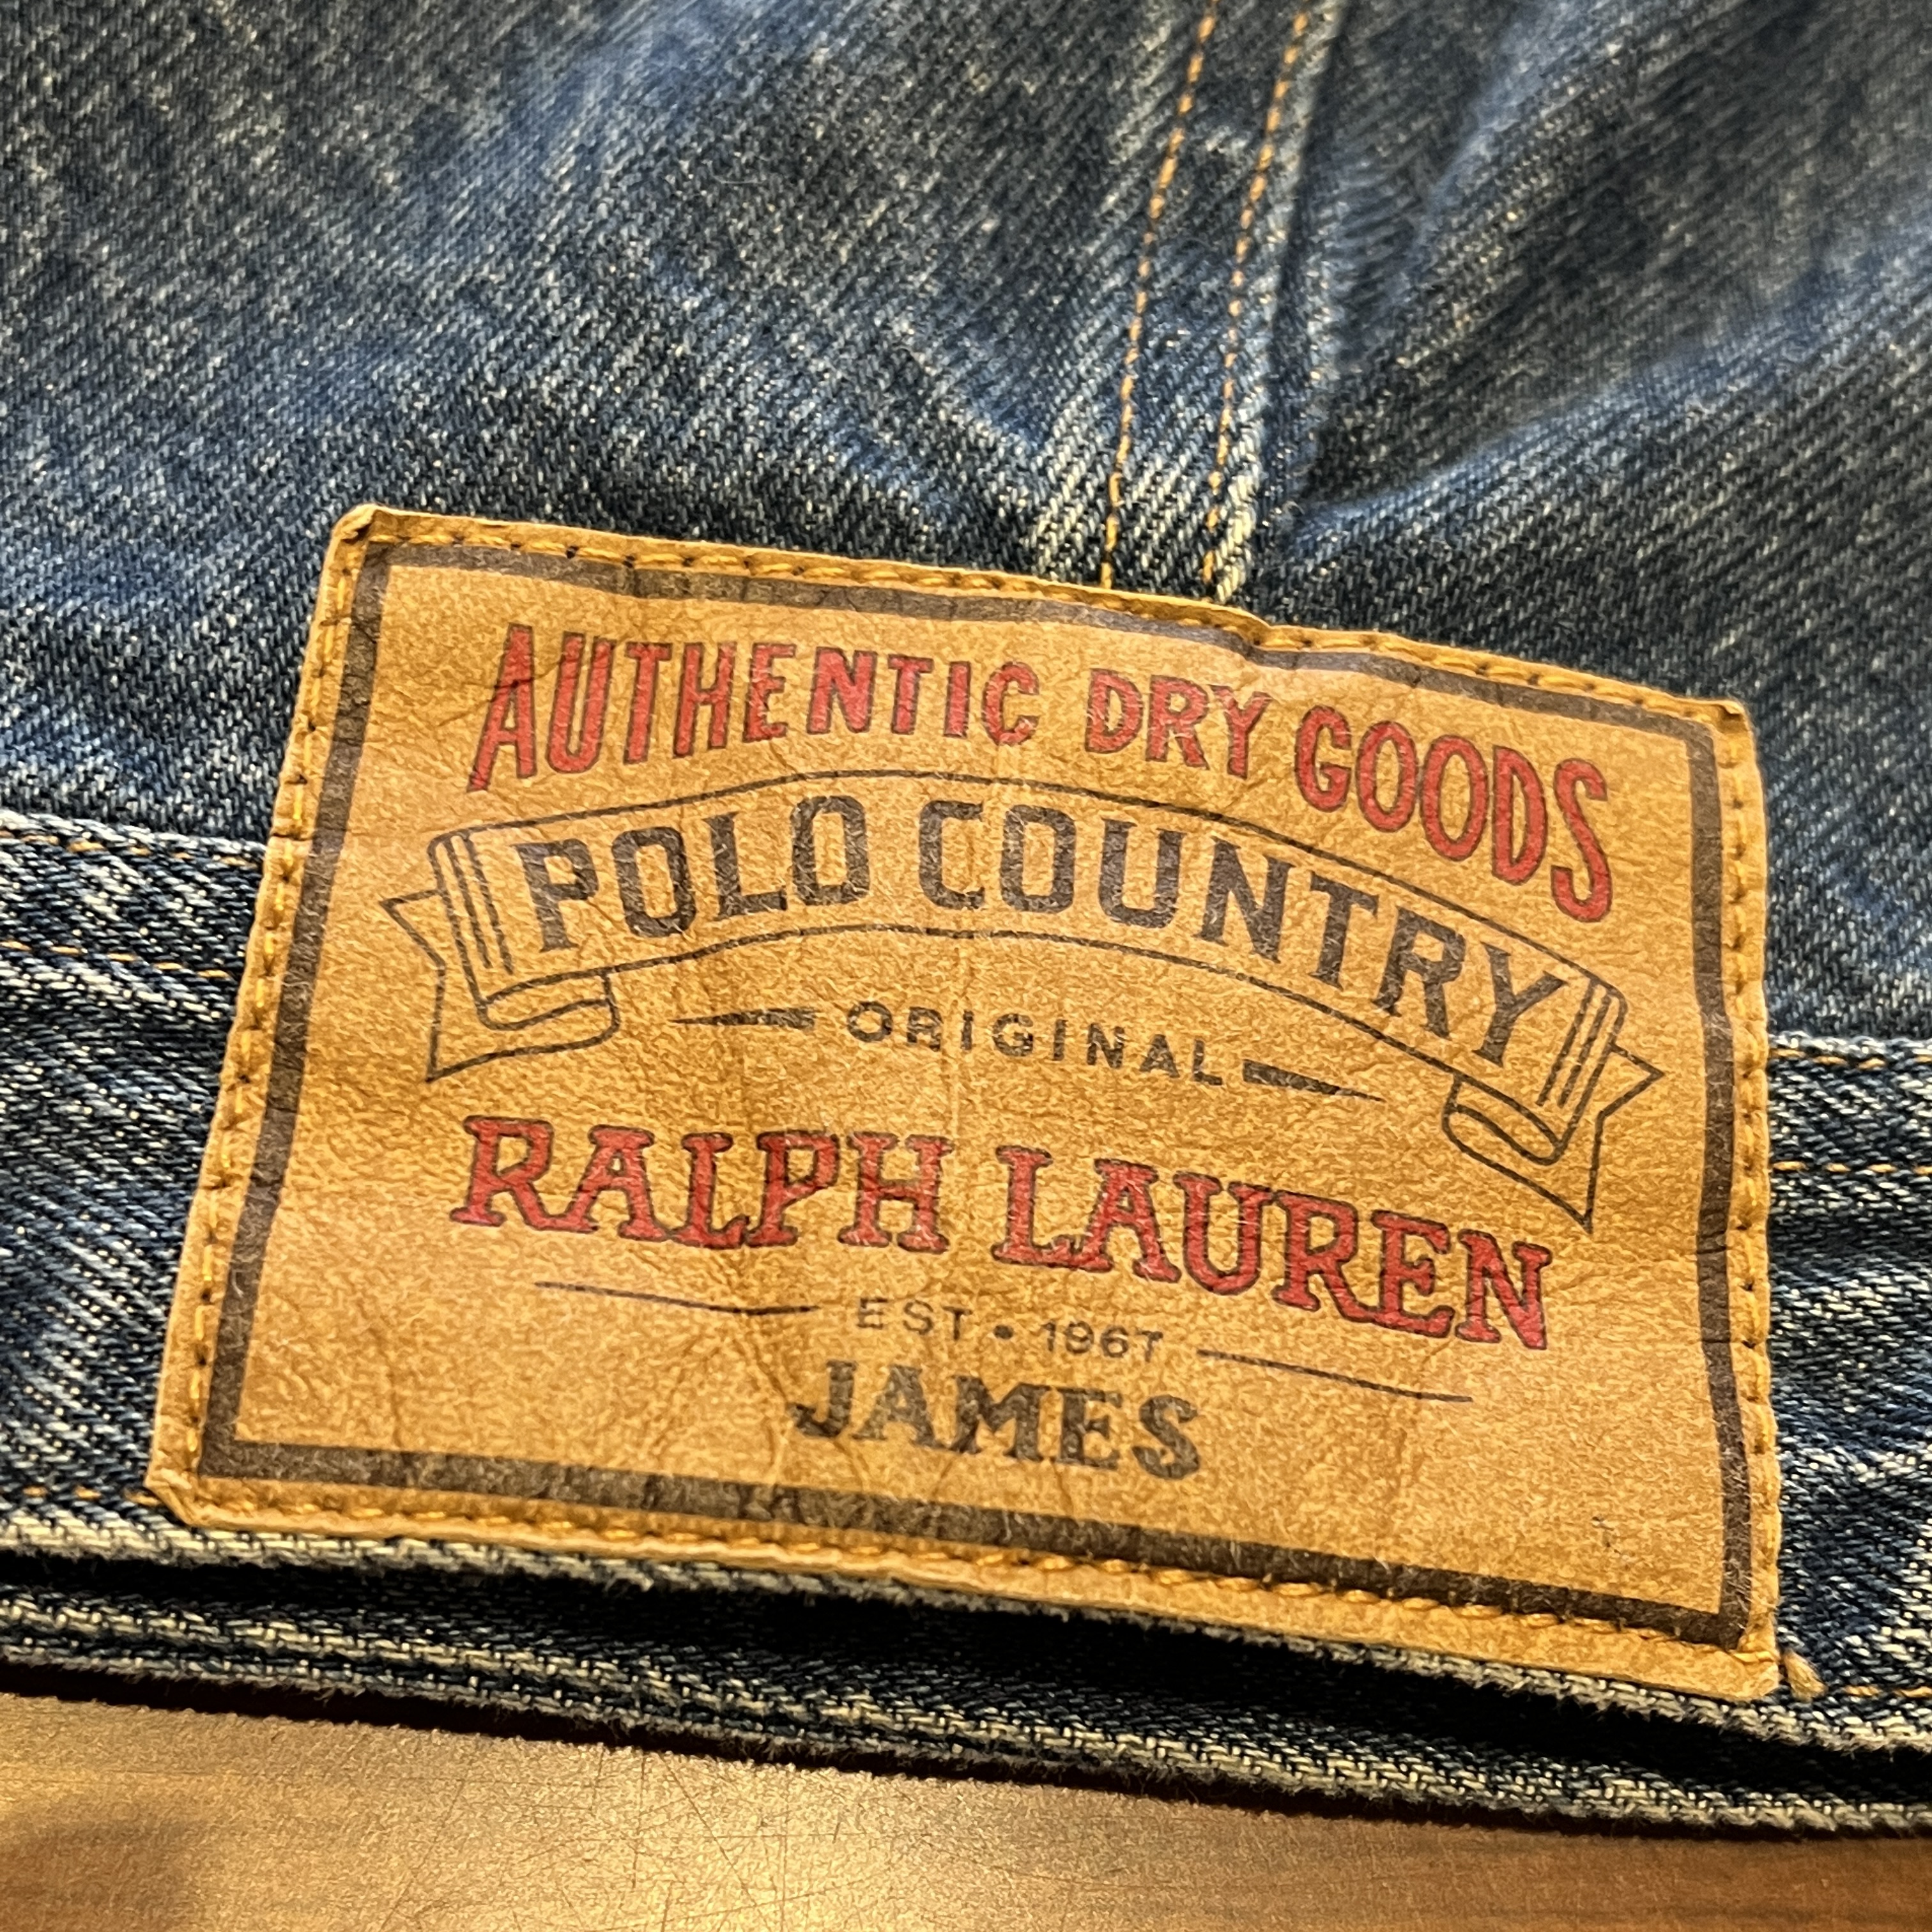 AUTHENTIC DRY GOODS
POLO COUNTRY
ORIGINAL
RALPH LAUREN
EST • 1967
JAMES